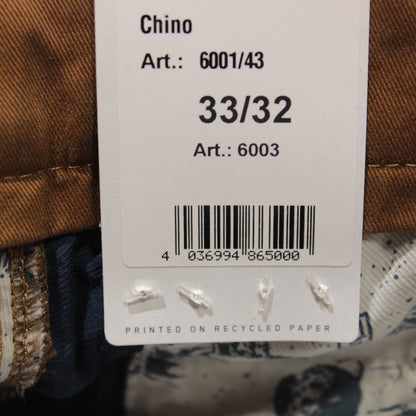 Chino
Art.: 6001/43
33/32
Art.: 6003
4 036994 865000
PRINTED ON RECYCLED PAPER